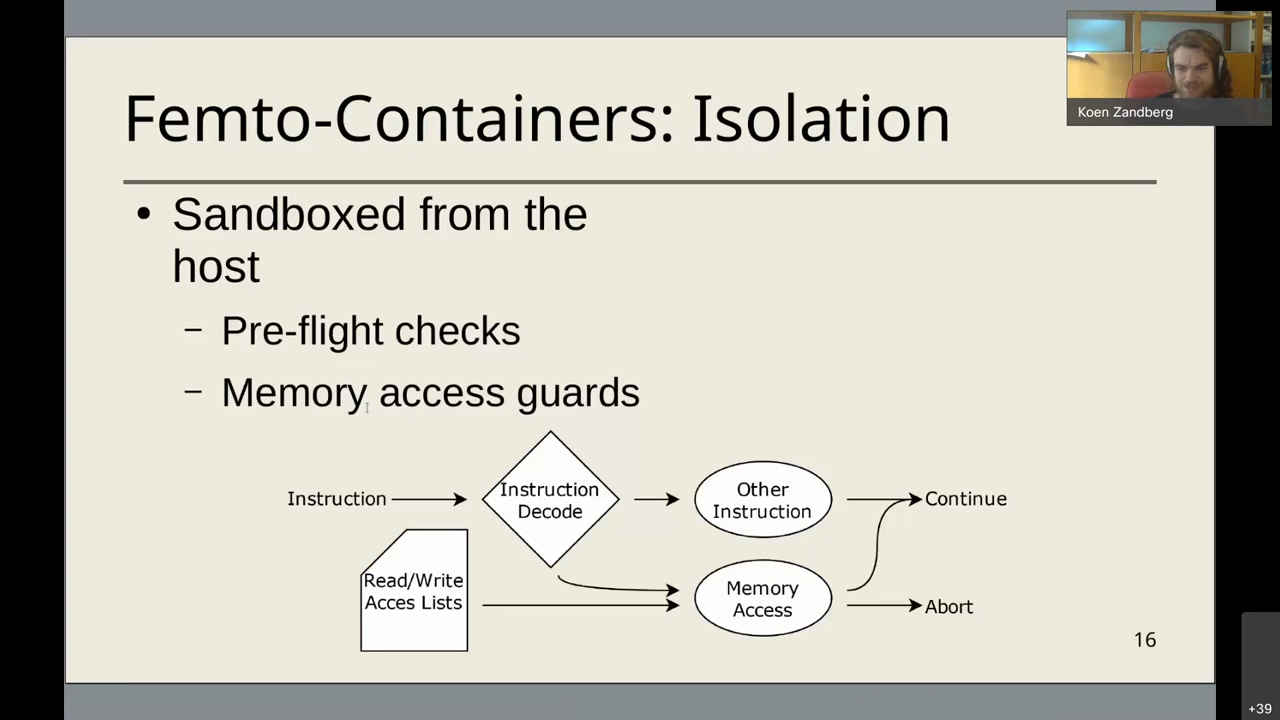 Koen Zandberg
Femto-Containers: Isolation
• Sandboxed from the
host
– Pre-flight checks
– Memory access guards
Instruction
Instruction
Decode
Other
Instruction
Continue
Read/Write
Acces Lists
Memory
Access
Abort
16
+39